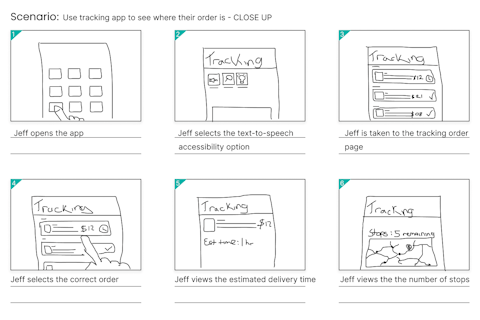 Scenario: Use tracking app to see where their order is - CLOSE UP
1
Jeff opens the app
2
Tracking
Jeff selects the text-to-speech
accessibility option
3
Tracking
$12
Jeff is taken to the tracking order
page
4
Tracking
$12
Jeff selects the correct order
5
Tracking
$12
Est time: 1 hr
Jeff views the estimated delivery time
6
Tracking
Stops: 5 remaining
Jeff views the the number of stops